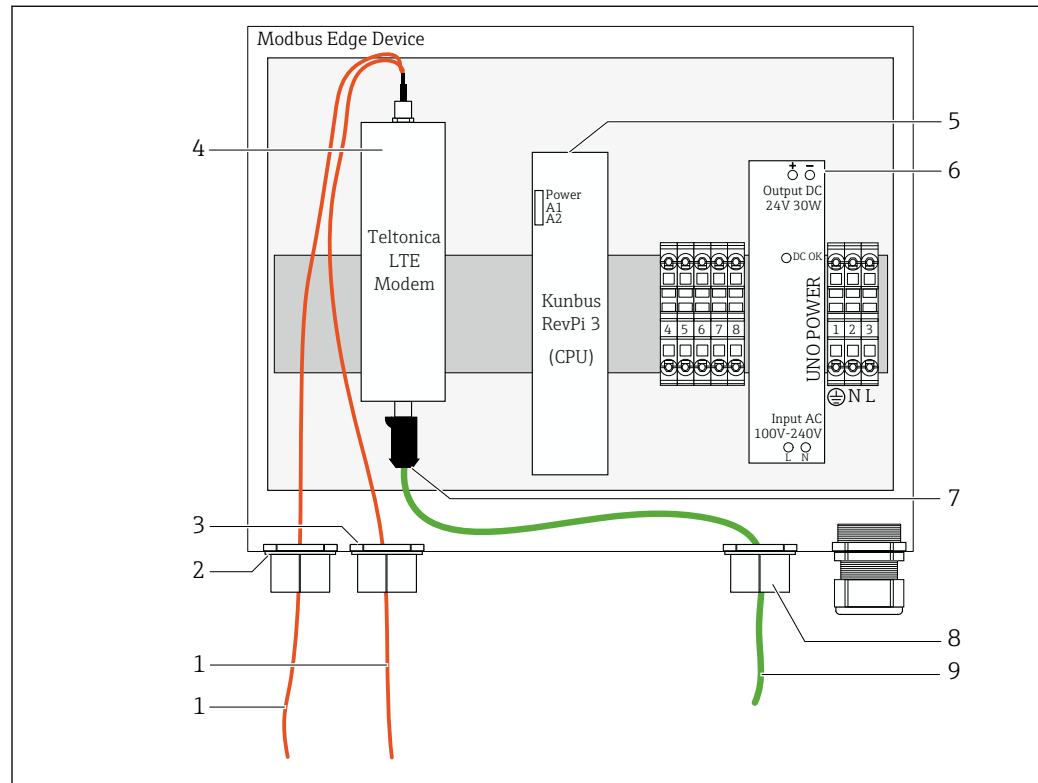 Modbus Edge Device
4
5
6
Power
A1
A2
+ −
Output DC
24V 30W
DC OK
UNO POWER
Teltonica
LTE
Modem
Kunbus
RevPi 3
(CPU)
4 5 6 7 8
1 2 3
N L
Input AC
100V-240V
L N
7
3
2
8
1
9
1